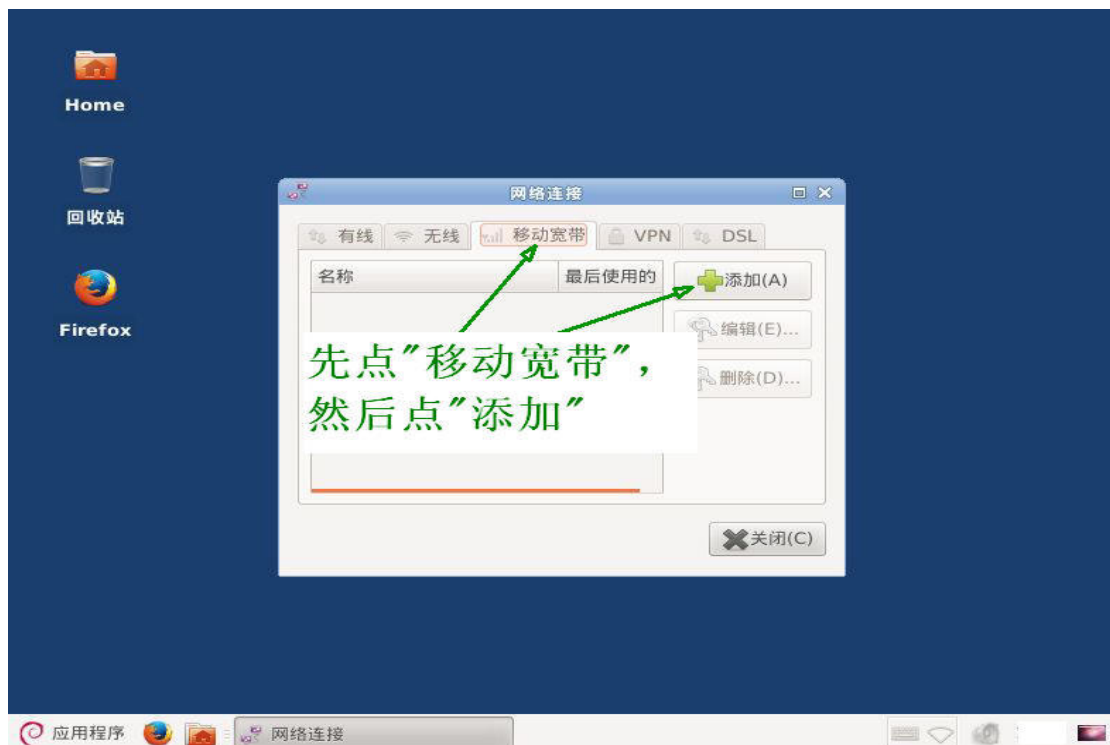 Home
回收站
Firefox
网络连接
有线 无线 移动宽带 VPN DSL
名称 最后使用的 添加(A)
编辑(E)...
先点"移动宽带",
删除(D)...
然后点"添加"
关闭(C)
应用程序 网络连接